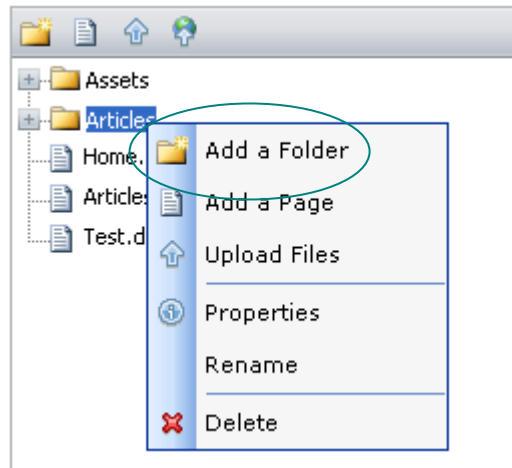 Assets
Articles
Add a Folder
Home.
Articles
Add a Page
Test.d
Upload Files
Properties
Rename
Delete